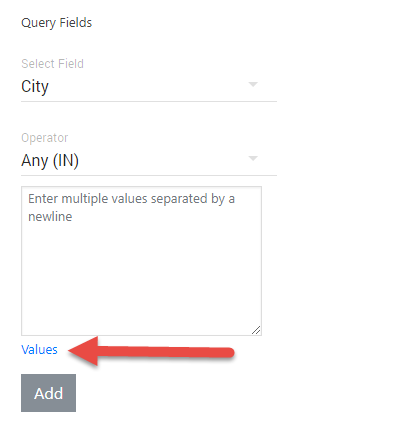 Query Fields
Select Field
City
Operator
Any (IN)
Enter multiple values separated by a
newline
Values
Add